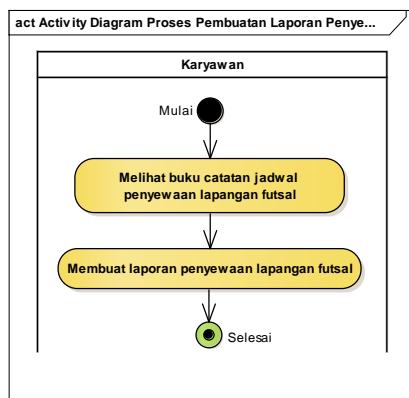 act Activity Diagram Proses Pembuatan Laporan Penye...
Karyawan
Mulai
Melihat buku catatan jadwal
penyewaan lapangan futsal
Membuat laporan penyewaan lapangan futsal
Selesai